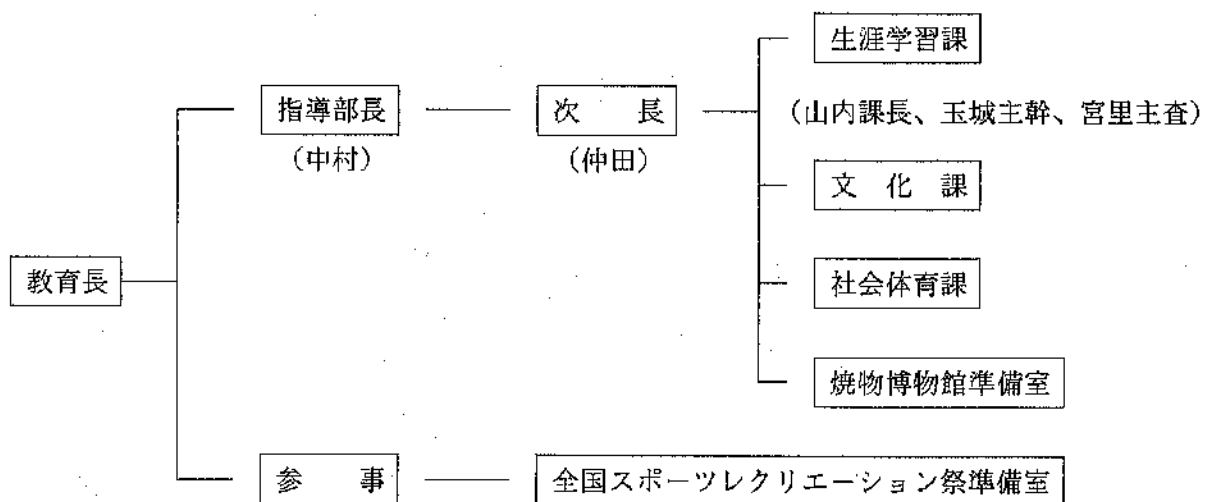 生涯学習課
指導部長
次長
(山内課長、玉城主幹、宮里主査)
(中村)
(仲田)
文化課
教育長
社会体育課
焼物博物館準備室
参事
全国スポーツレクリエーション祭準備室